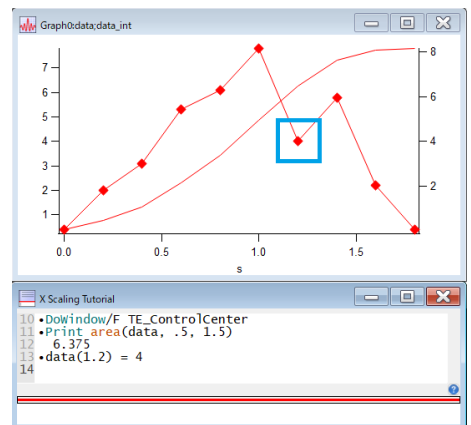 Graph0:data;data_int
7
6
5
4
3
2
1
8
6
4
2
0.0 0.5 1.0 1.5
s
X Scaling Tutorial
10 •DoWindow/F TE_ControlCenter
11 •Print area(data, .5, 1.5)
12 6.375
13 •data(1.2) = 4
14
?